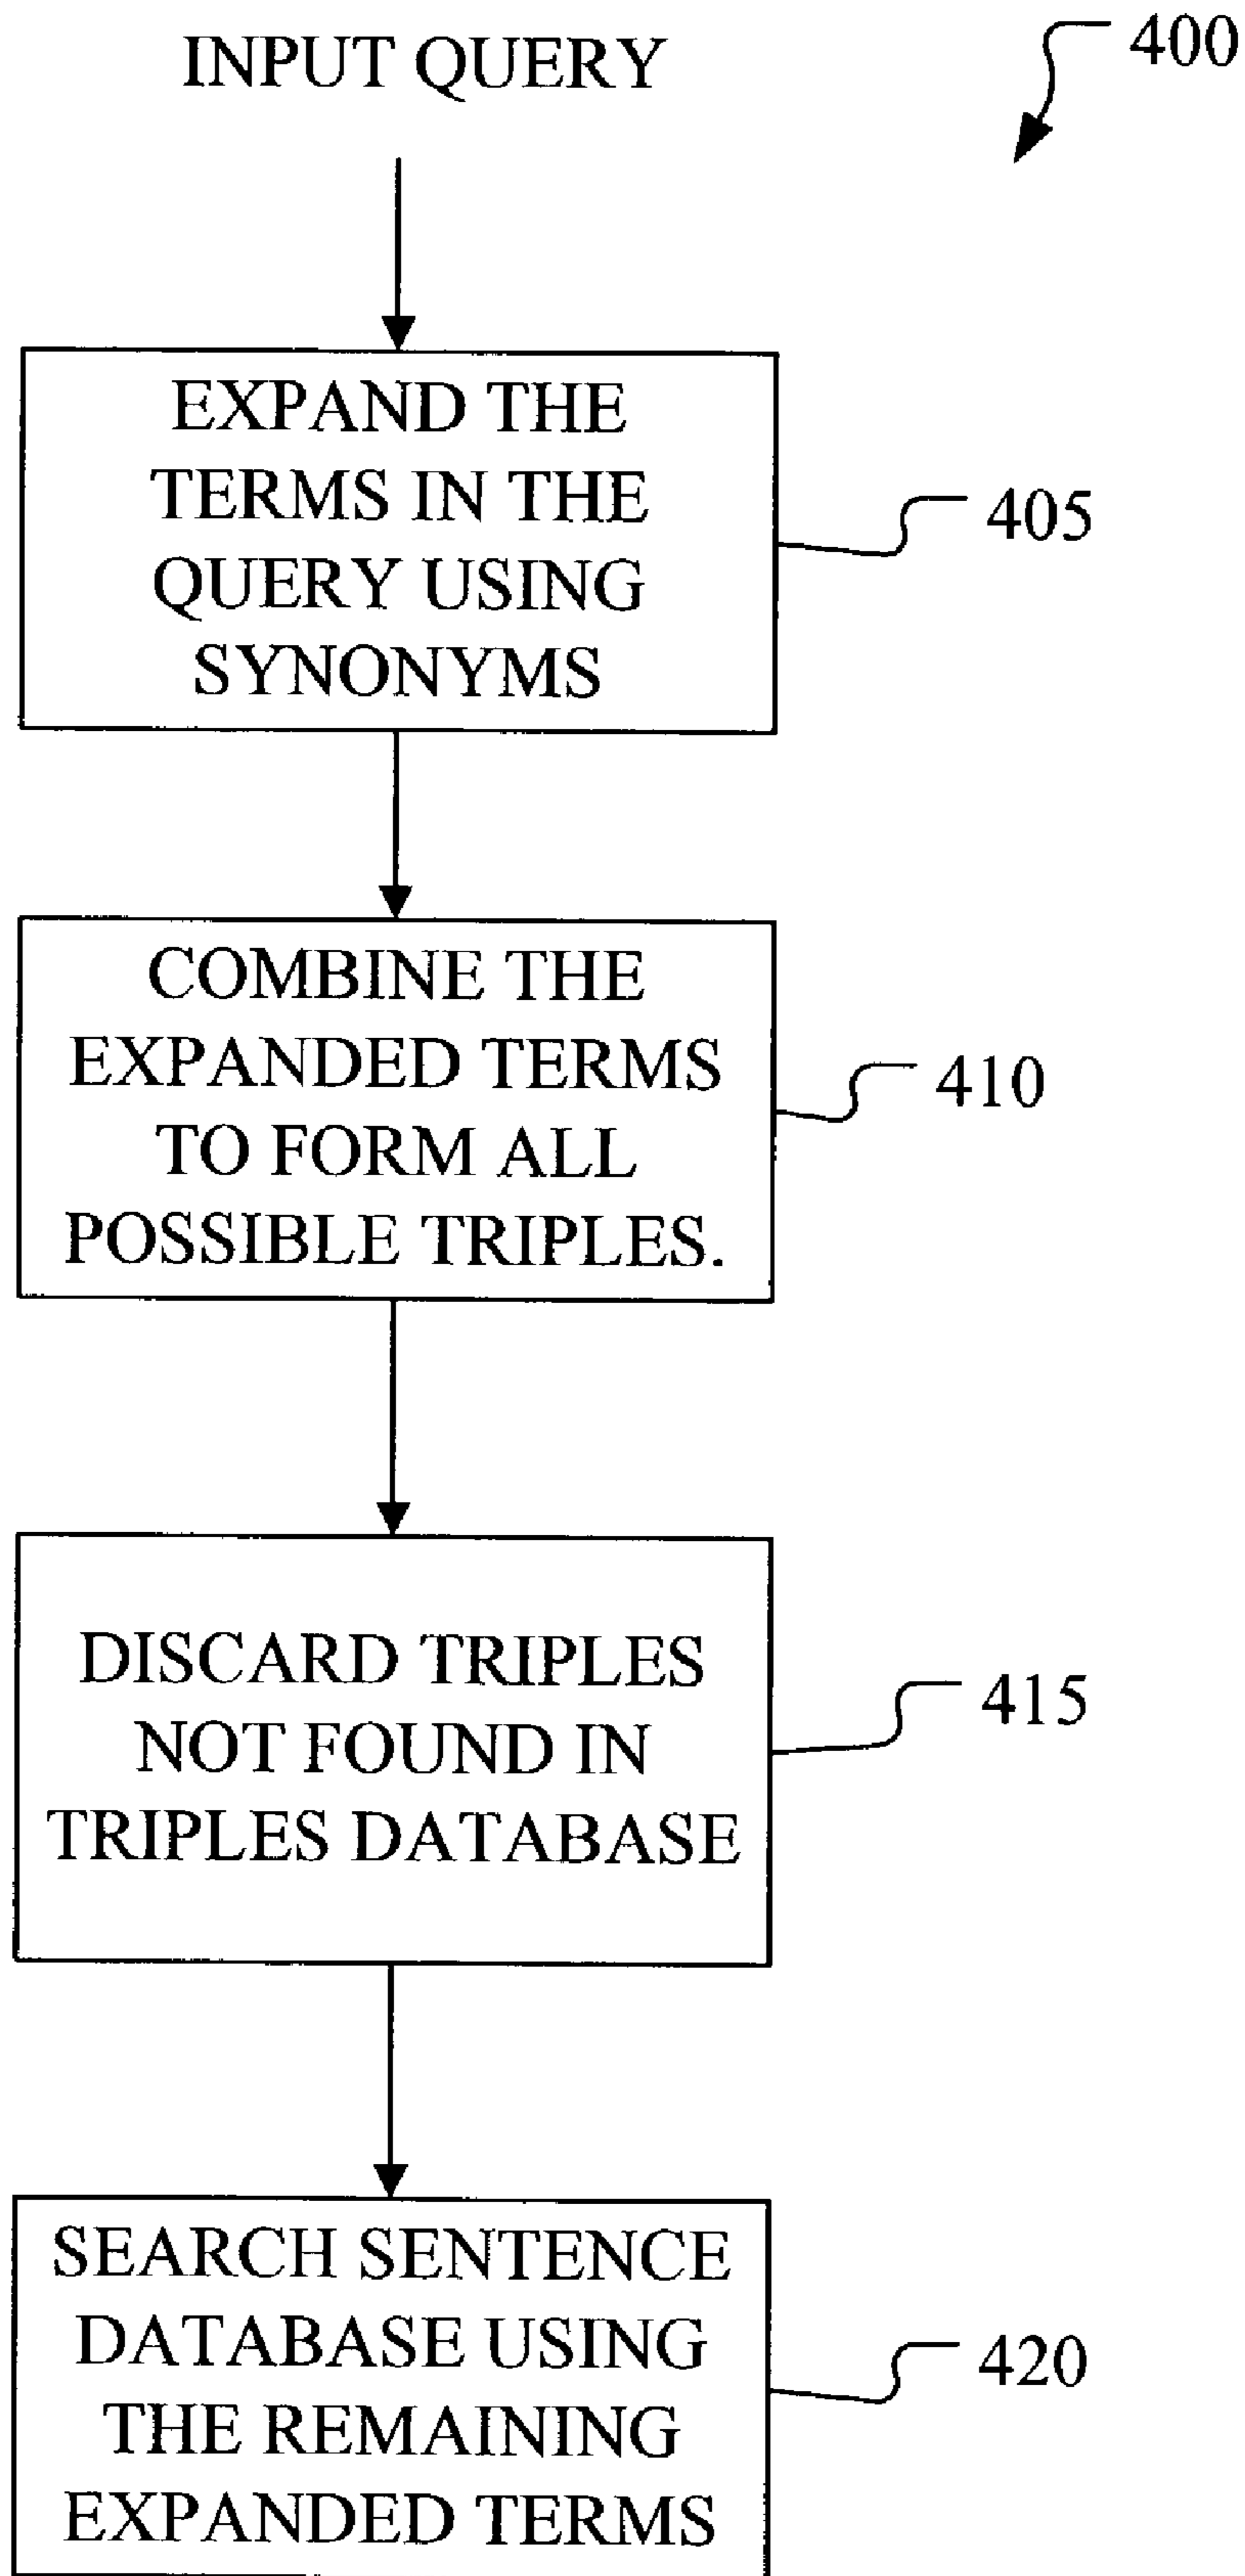 INPUT QUERY
400
EXPAND THE
TERMS IN THE
QUERY USING
SYNONYMS
405
COMBINE THE
EXPANDED TERMS
TO FORM ALL
POSSIBLE TRIPLES.
410
DISCARD TRIPLES
NOT FOUND IN
TRIPLES DATABASE
415
SEARCH SENTENCE
DATABASE USING
THE REMAINING
EXPANDED TERMS
420